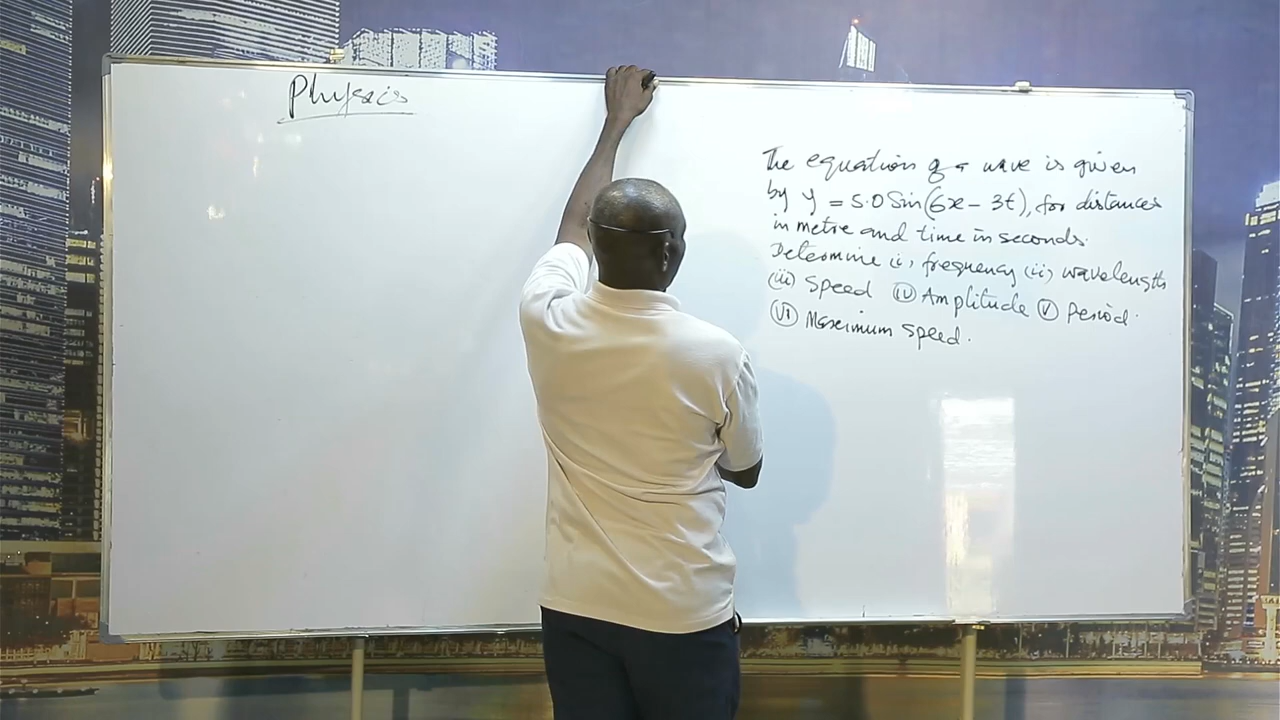 Physics
The equation of a wave is given
by y = 5.0 Sin(6x - 3t), for distances
in metre and time in seconds.
Determine (i), frequency (ii), wavelength
(iii) Speed (iv) Amplitude (v) Period.
(vi) Maximum speed.